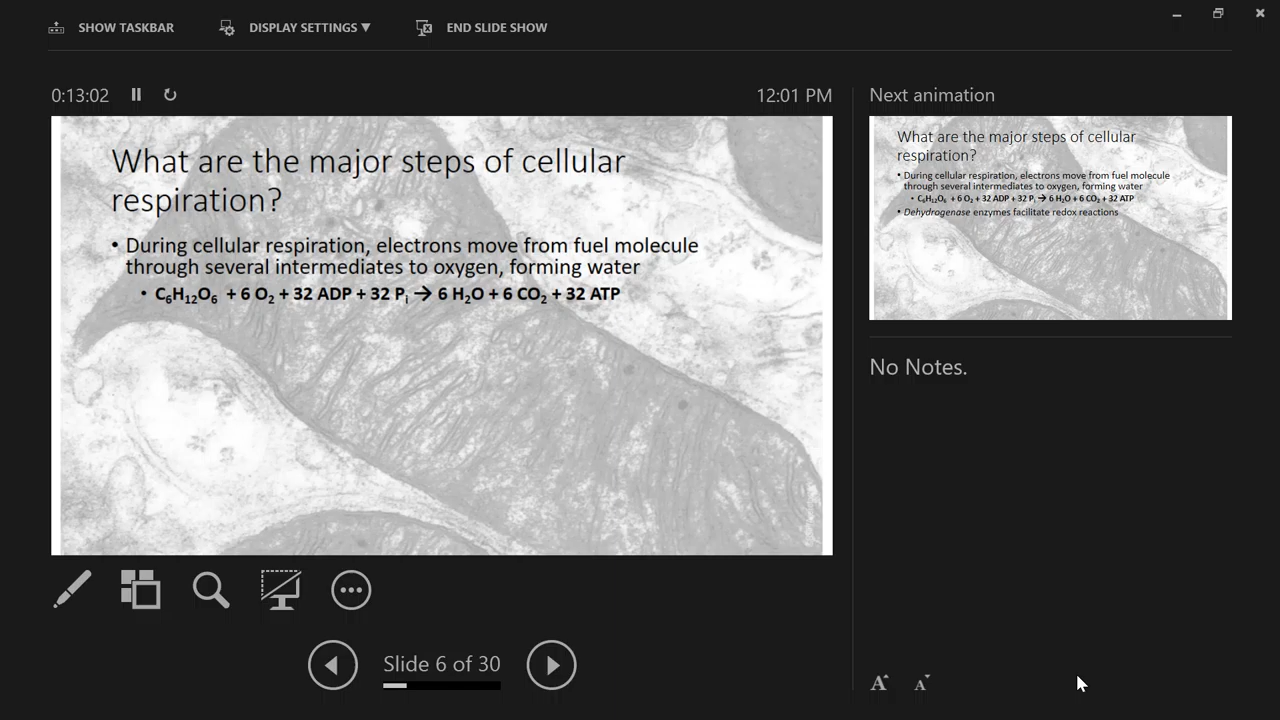 SHOW TASKBAR DISPLAY SETTINGS ▼ END SLIDE SHOW
0:13:02 12:01 PM
What are the major steps of cellular
respiration?
• During cellular respiration, electrons move from fuel molecule
through several intermediates to oxygen, forming water
• C₆H₁₂O₆ + 6 O₂ + 32 ADP + 32 Pᵢ → 6 H₂O + 6 CO₂ + 32 ATP
Slide 6 of 30
Next animation
What are the major steps of cellular
respiration?
• During cellular respiration, electrons move from fuel molecule
through several intermediates to oxygen, forming water
• C₆H₁₂O₆ + 6 O₂ + 32 ADP + 32 Pᵢ → 6 H₂O + 6 CO₂ + 32 ATP
• Dehydrogenase enzymes facilitate redox reactions
No Notes.
A A